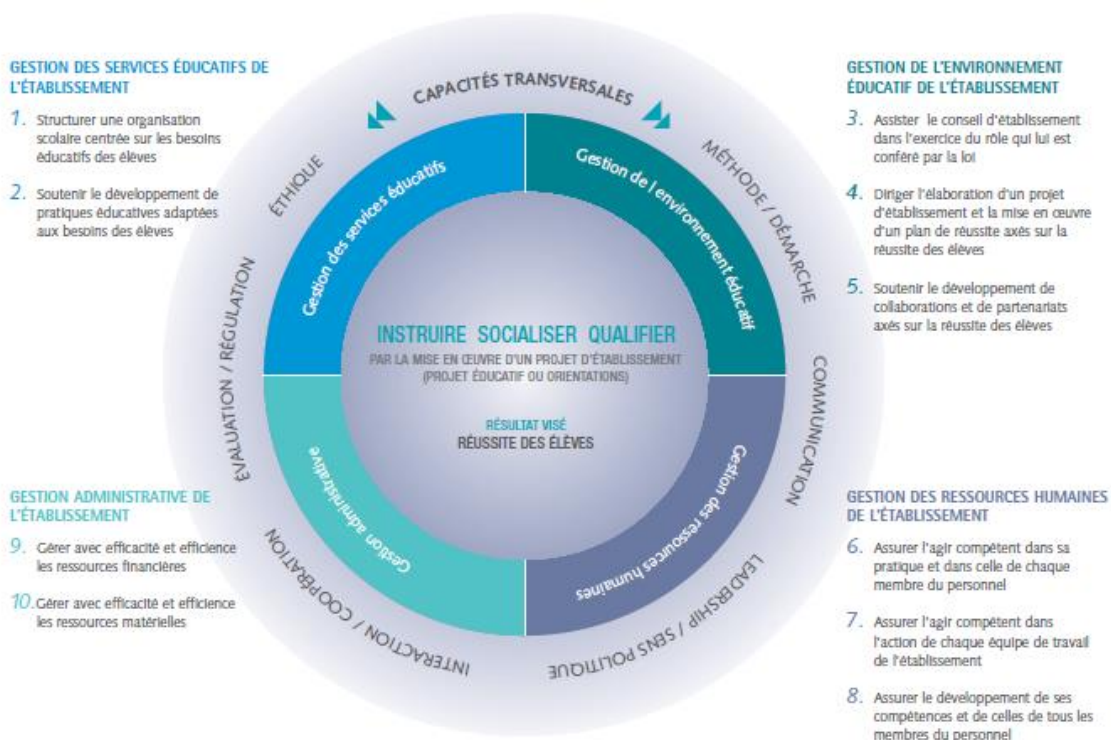 GESTION DES SERVICES ÉDUCATIFS DE
L'ÉTABLISSEMENT
1. Structurer une organisation
scolaire centrée sur les besoins
éducatifs des élèves
2. Soutenir le développement de
pratiques éducatives adaptées
aux besoins des élèves
GESTION DE L'ENVIRONNEMENT
ÉDUCATIF DE L'ÉTABLISSEMENT
3. Assister le conseil d'établissement
dans l'exercice du rôle qui lui est
conféré par la loi
4. Diriger l'élaboration d'un projet
d'établissement et la mise en œuvre
d'un plan de réussite axés sur la
réussite des élèves
5. Soutenir le développement de
collaborations et de partenariats
axés sur la réussite des élèves
CAPACITÉS TRANSVERSALES
MÉTHODE / DÉMARCHE
COMMUNICATION
LEADERSHIP / SENS POLITIQUE
INTERACTION / COOPÉRATION
ÉVALUATION / RÉGULATION
ÉTHIQUE
Gestion des services éducatifs
Gestion de l environnement éducatif
Gestion des ressources humaines
Gestion administrative
INSTRUIRE SOCIALISER QUALIFIER
PAR LA MISE EN ŒUVRE D'UN PROJET D'ÉTABLISSEMENT
(PROJET ÉDUCATIF OU ORIENTATIONS)
RÉSULTAT VISÉ
RÉUSSITE DES ÉLÈVES
GESTION ADMINISTRATIVE DE
L'ÉTABLISSEMENT
9. Gérer avec efficacité et efficience
les ressources financières
10. Gérer avec efficacité et efficience
les ressources matérielles
GESTION DES RESSOURCES HUMAINES
DE L'ÉTABLISSEMENT
6. Assurer l'agir compétent dans sa
pratique et dans celle de chaque
membre du personnel
7. Assurer l'agir compétent dans
l'action de chaque équipe de travail
de l'établissement
8. Assurer le développement de ses
compétences et de celles de tous les
membres du personnel